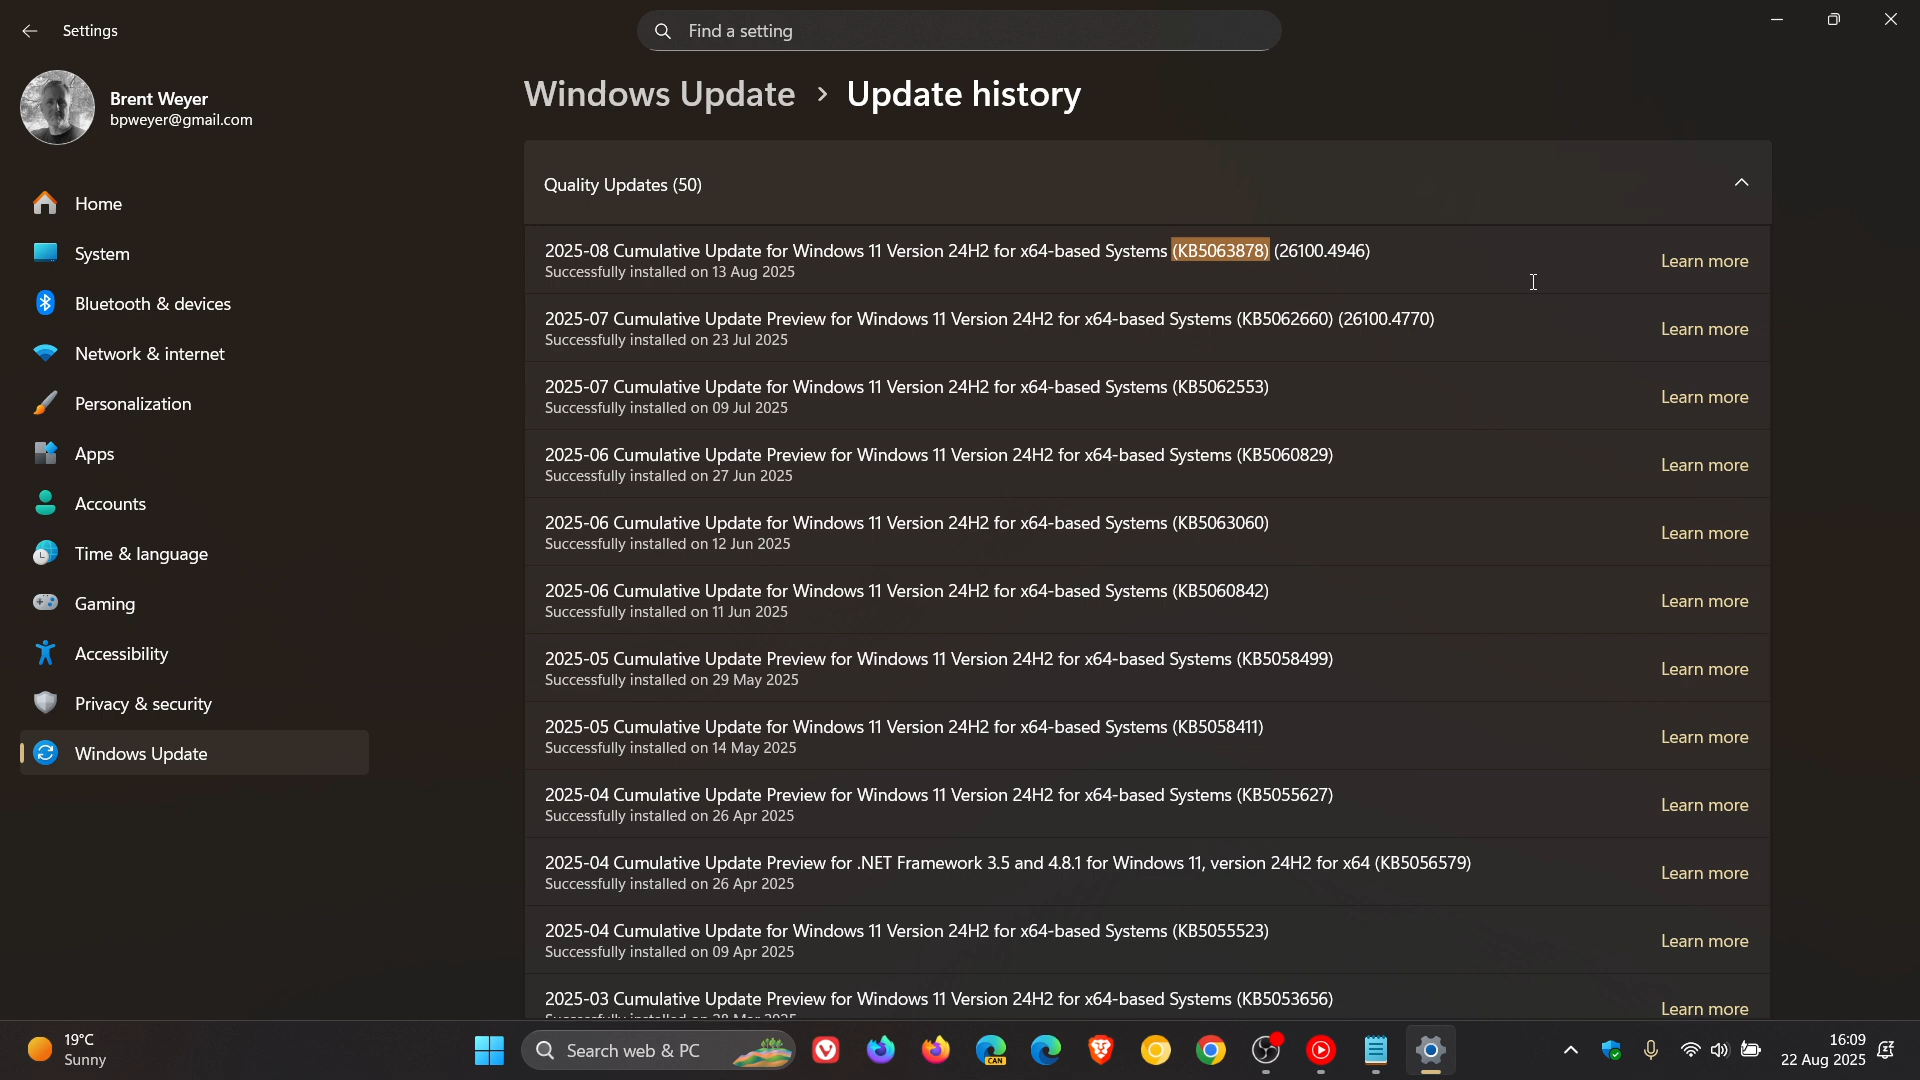 Settings
Find a setting
Brent Weyer
bpweyer@gmail.com
Home
System
Bluetooth & devices
Network & internet
Personalization
Apps
Accounts
Time & language
Gaming
Accessibility
Privacy & security
Windows Update
Windows Update > Update history
Quality Updates (50)
2025-08 Cumulative Update for Windows 11 Version 24H2 for x64-based Systems (KB5063878) (26100.4946)
Successfully installed on 13 Aug 2025
Learn more
2025-07 Cumulative Update Preview for Windows 11 Version 24H2 for x64-based Systems (KB5062660) (26100.4770)
Successfully installed on 23 Jul 2025
Learn more
2025-07 Cumulative Update for Windows 11 Version 24H2 for x64-based Systems (KB5062553)
Successfully installed on 09 Jul 2025
Learn more
2025-06 Cumulative Update Preview for Windows 11 Version 24H2 for x64-based Systems (KB5060829)
Successfully installed on 27 Jun 2025
Learn more
2025-06 Cumulative Update for Windows 11 Version 24H2 for x64-based Systems (KB5063060)
Successfully installed on 12 Jun 2025
Learn more
2025-06 Cumulative Update for Windows 11 Version 24H2 for x64-based Systems (KB5060842)
Successfully installed on 11 Jun 2025
Learn more
2025-05 Cumulative Update Preview for Windows 11 Version 24H2 for x64-based Systems (KB5058499)
Successfully installed on 29 May 2025
Learn more
2025-05 Cumulative Update for Windows 11 Version 24H2 for x64-based Systems (KB5058411)
Successfully installed on 14 May 2025
Learn more
2025-04 Cumulative Update Preview for Windows 11 Version 24H2 for x64-based Systems (KB5055627)
Successfully installed on 26 Apr 2025
Learn more
2025-04 Cumulative Update Preview for .NET Framework 3.5 and 4.8.1 for Windows 11, version 24H2 for x64 (KB5056579)
Successfully installed on 26 Apr 2025
Learn more
2025-04 Cumulative Update for Windows 11 Version 24H2 for x64-based Systems (KB5055523)
Successfully installed on 09 Apr 2025
Learn more
2025-03 Cumulative Update Preview for Windows 11 Version 24H2 for x64-based Systems (KB5053656)
Successfully installed on 28 Mar 2025
Learn more
19°C
Sunny
Search web & PC
CAN
16:09
22 Aug 2025